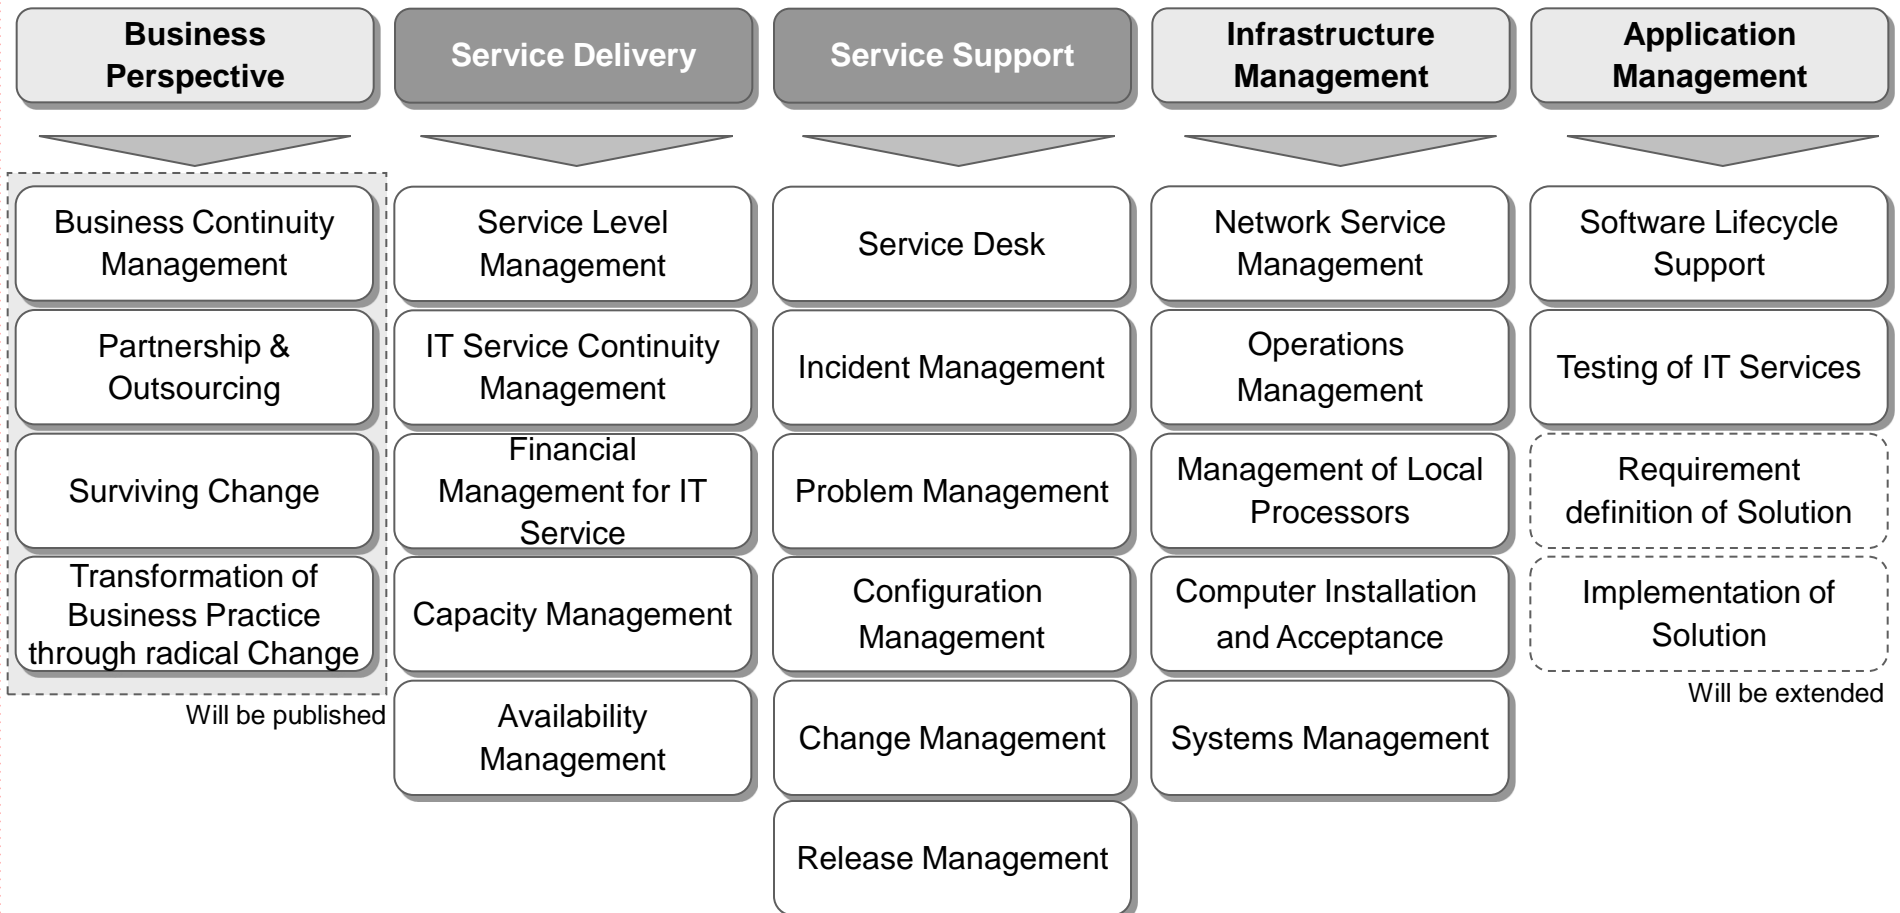 Business
Perspective
Service Delivery
Service Support
Infrastructure
Management
Application
Management
Business Continuity
Management
Partnership &
Outsourcing
Surviving Change
Transformation of
Business Practice
through radical Change
Will be published
Service Level
Management
IT Service Continuity
Management
Financial
Management for IT
Service
Capacity Management
Availability
Management
Service Desk
Incident Management
Problem Management
Configuration
Management
Change Management
Release Management
Network Service
Management
Operations
Management
Management of Local
Processors
Computer Installation
and Acceptance
Systems Management
Software Lifecycle
Support
Testing of IT Services
Requirement
definition of Solution
Implementation of
Solution
Will be extended